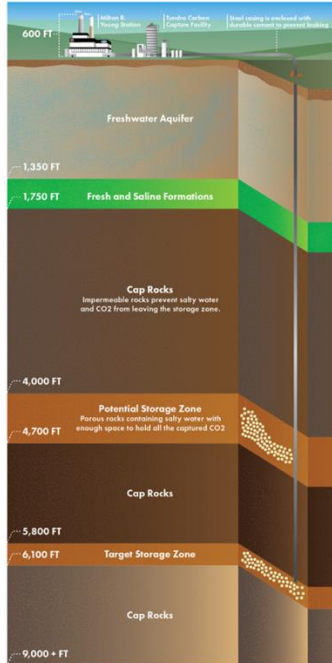 600 FT
Milton R.
Young Station
Tundra Carbon
Capture Facility
Steel casing is enclosed with
durable cement to prevent leaking
Freshwater Aquifer
1,350 FT
1,750 FT
Fresh and Saline Formations
Cap Rocks
Impermeable rocks prevent salty water
and CO2 from leaving the storage zone.
4,000 FT
Potential Storage Zone
Porous rocks containing salty water with
enough space to hold all the captured CO2
4,700 FT
Cap Rocks
5,800 FT
6,100 FT
Target Storage Zone
Cap Rocks
9,000 + FT